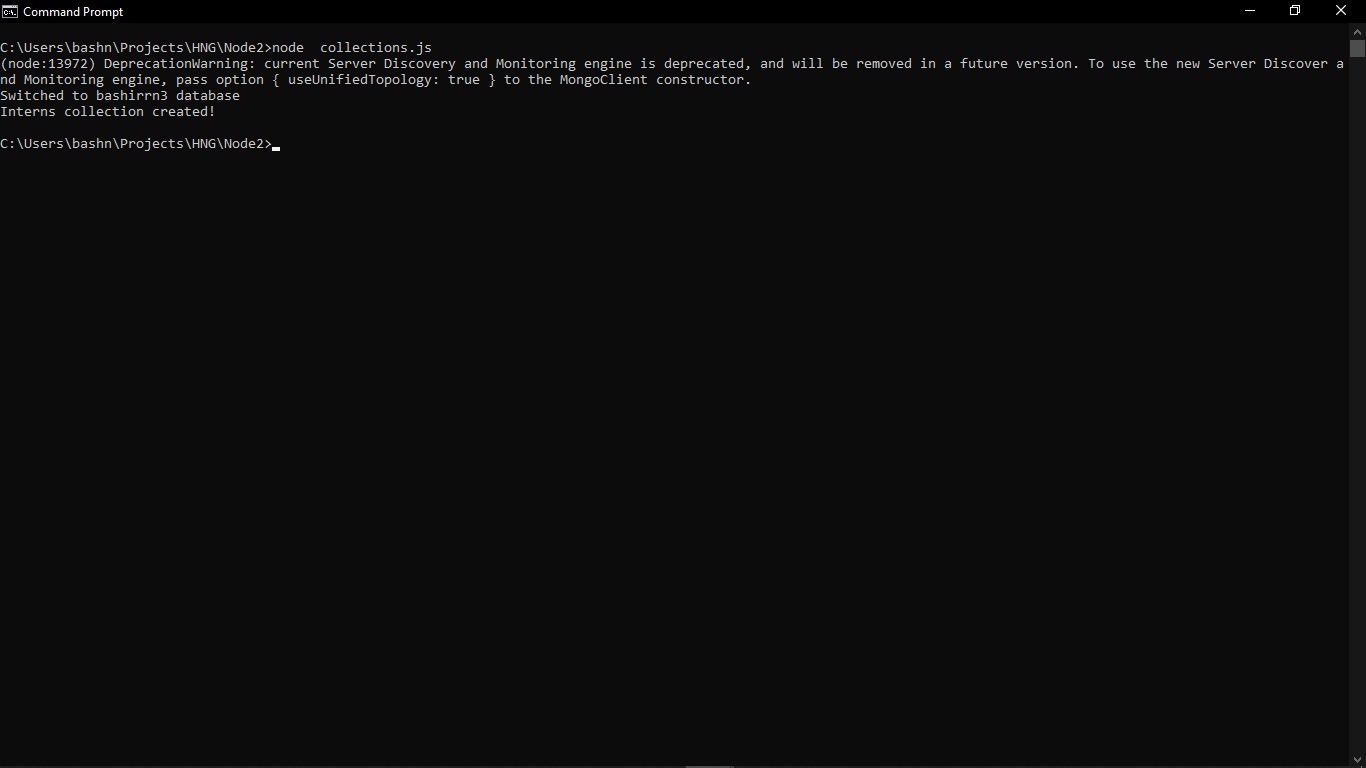 Command Prompt
C:\Users\bashn\Projects\HNG\Node2>node  collections.js
(node:13972) DeprecationWarning: current Server Discovery and Monitoring engine is deprecated, and will be removed in a future version. To use the new Server Discover a
nd Monitoring engine, pass option { useUnifiedTopology: true } to the MongoClient constructor.
Switched to bashirrn3 database
Interns collection created!
C:\Users\bashn\Projects\HNG\Node2>